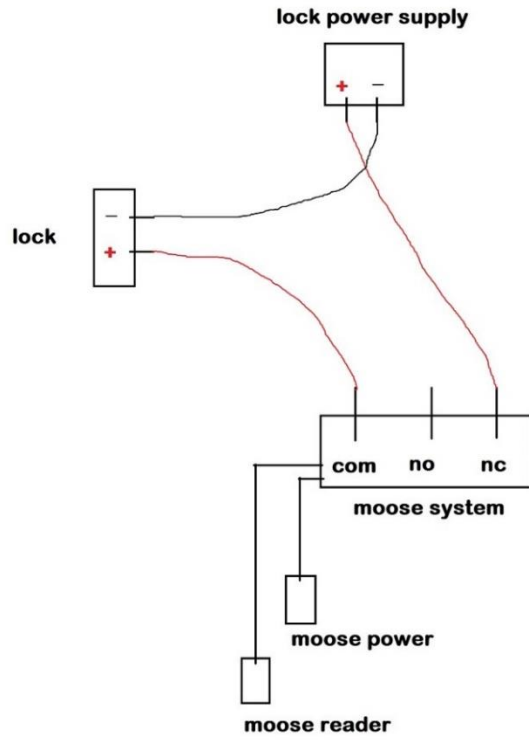 lock power supply
+ −
−
lock
+
com no nc
moose system
moose power
moose reader